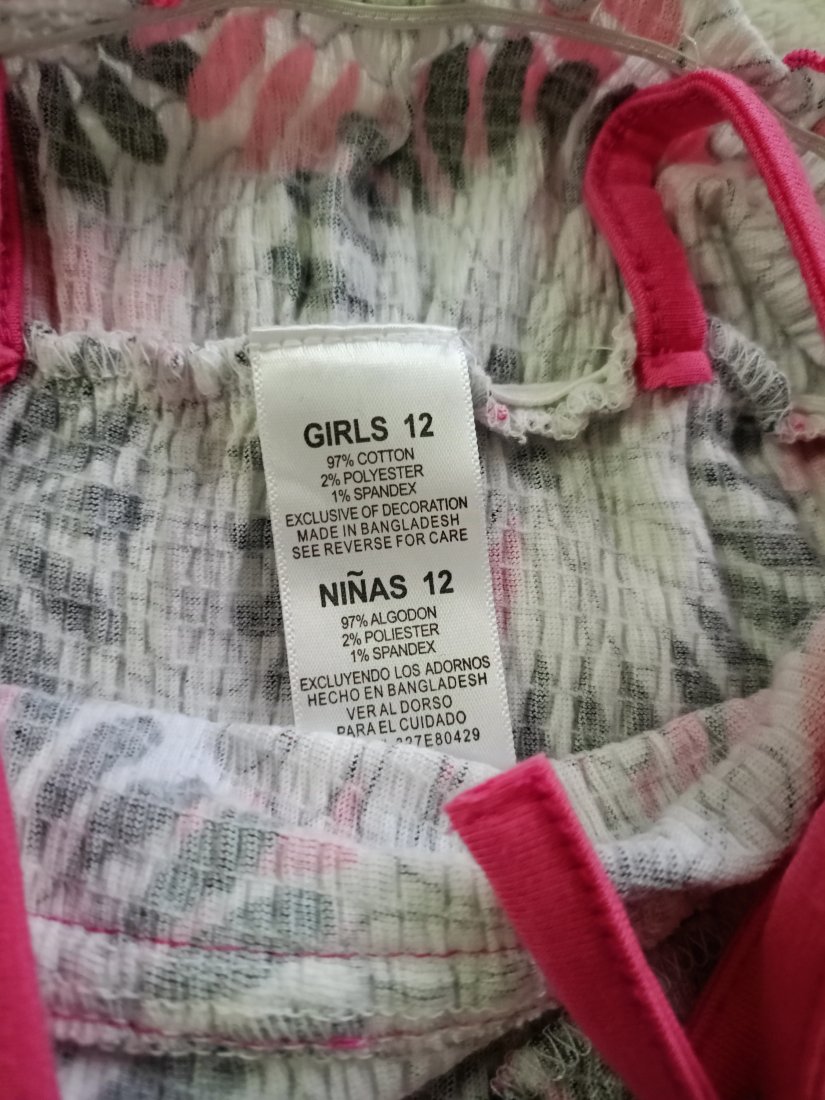 GIRLS 12
97% COTTON
2% POLYESTER
1% SPANDEX
EXCLUSIVE OF DECORATION
MADE IN BANGLADESH
SEE REVERSE FOR CARE
NIÑAS 12
97% ALGODON
2% POLIESTER
1% SPANDEX
EXCLUYENDO LOS ADORNOS
HECHO EN BANGLADESH
VER AL DORSO
PARA EL CUIDADO